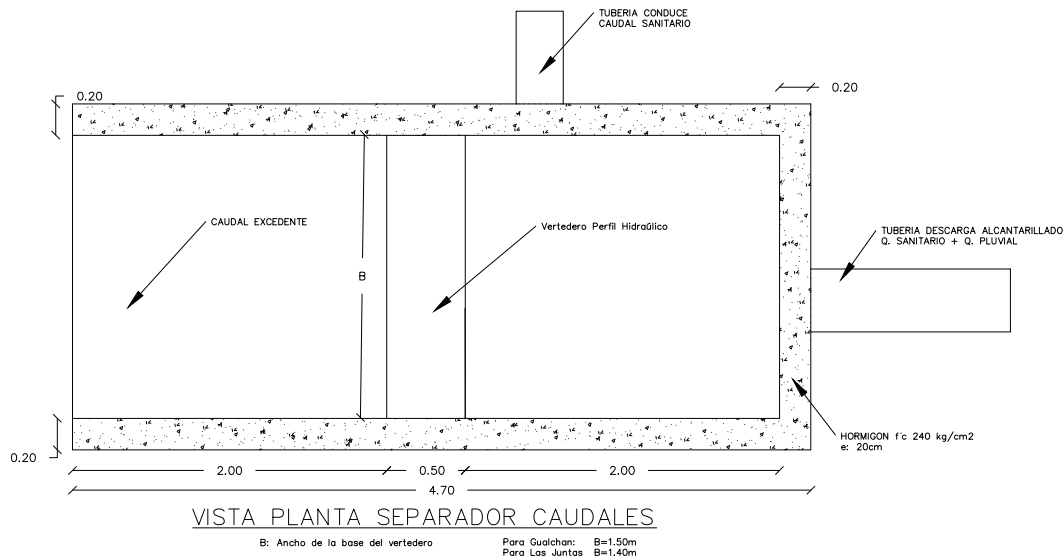 TUBERIA CONDUCE
CAUDAL SANITARIO
0.20
0.20
CAUDAL EXCEDENTE
Vertedero Perfil Hidraúlico
TUBERIA DESCARGA ALCANTARILLADO
Q. SANITARIO + Q. PLUVIAL
B
HORMIGON f'c 240 kg/cm2
e: 20cm
0.20
2.00
0.50
2.00
4.70
VISTA PLANTA SEPARADOR CAUDALES
B: Ancho de la base del vertedero
Para Gualchan: B=1.50m
Para Las Juntas B=1.40m